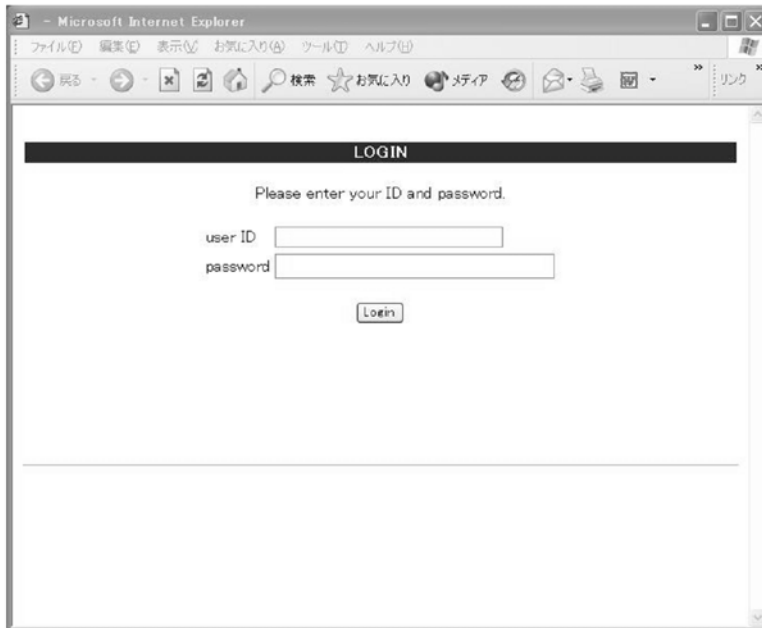 - Microsoft Internet Explorer
ファイル(F) 編集(E) 表示(V) お気に入り(A) ツール(T) ヘルプ(H)
戻る 検索 お気に入り メディア W » リンク »
LOGIN
Please enter your ID and password.
user ID
password
Login